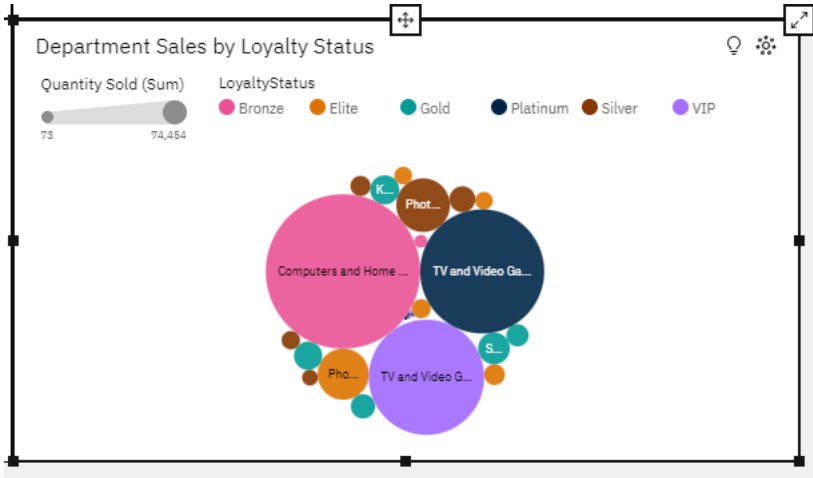 Department Sales by Loyalty Status
Quantity Sold (Sum)
73
74,454
LoyaltyStatus
Bronze
Elite
Gold
Platinum
Silver
VIP
K...
Phot...
Computers and Home ...
TV and Video Ga...
S...
Pho...
TV and Video G...